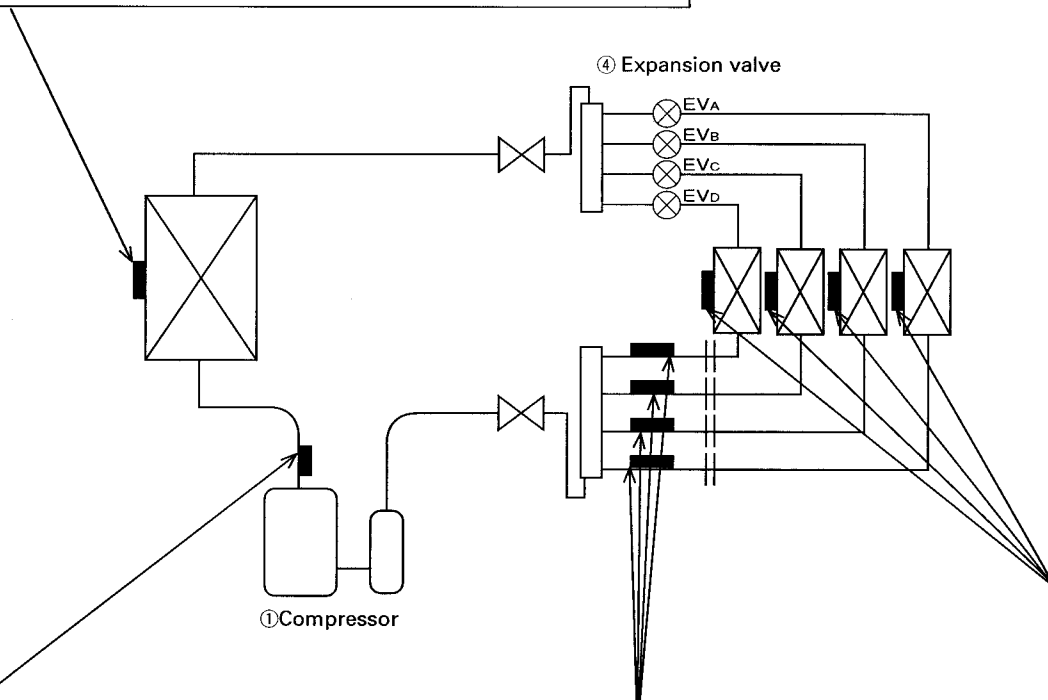 ④ Expansion valve
EVA
EVB
EVC
EVD
①Compressor